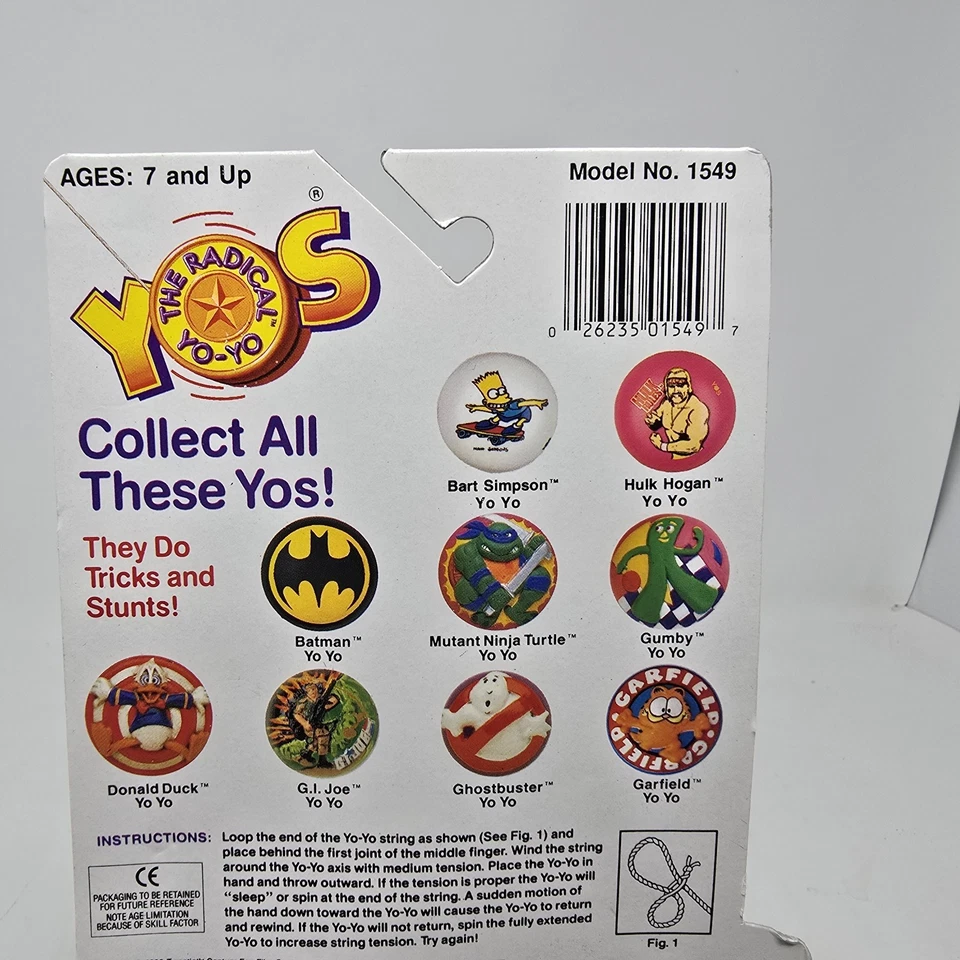 AGES: 7 and Up
Model No. 1549
YOS®
THE RADICAL™
YO-YO
0 26235 01549 7
Collect All
These Yos!
They Do
Tricks and
Stunts!
Bart Simpson™
Yo Yo
Hulk Hogan™
Yo Yo
Batman™
Yo Yo
Mutant Ninja Turtle™
Yo Yo
Gumby™
Yo Yo
G.I. JOE
GARFIELD
GARFIELD
Donald Duck™
Yo Yo
G.I. Joe™
Yo Yo
Ghostbuster™
Yo Yo
Garfield™
Yo Yo
INSTRUCTIONS: Loop the end of the Yo-Yo string as shown (See Fig. 1) and
place behind the first joint of the middle finger. Wind the string
around the Yo-Yo axis with medium tension. Place the Yo-Yo in
hand and throw outward. If the tension is proper the Yo-Yo will
“sleep” or spin at the end of the string. A sudden motion of
the hand down toward the Yo-Yo will cause the Yo-Yo to return
and rewind. If the Yo-Yo will not return, spin the fully extended
Yo-Yo to increase string tension. Try again!
CE
PACKAGING TO BE RETAINED
FOR FUTURE REFERENCE
NOTE AGE LIMITATION
BECAUSE OF SKILL FACTOR
Fig. 1